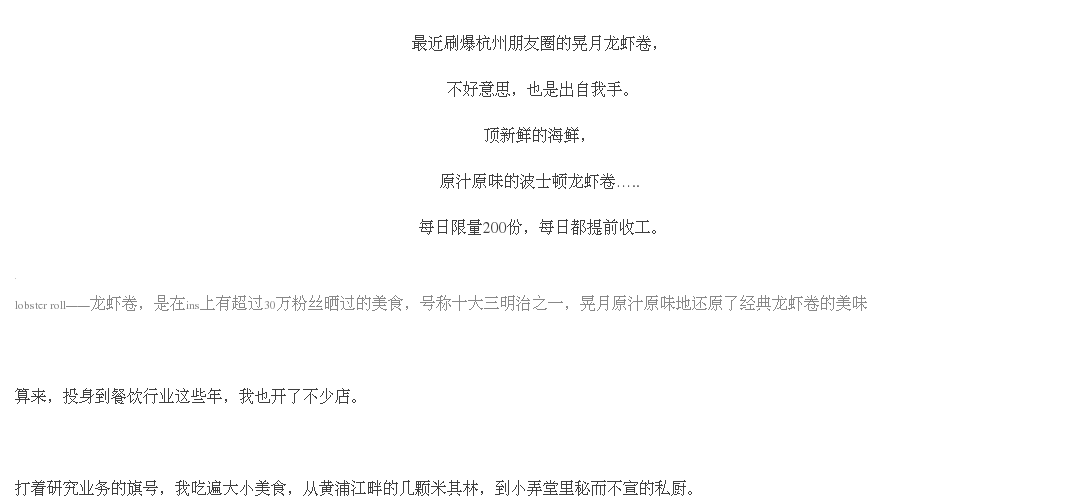 最近刷爆杭州朋友圈的晃月龙虾卷，
不好意思，也是出自我手。
顶新鲜的海鲜，
原汁原味的波士顿龙虾卷…..
每日限量200份，每日都提前收工。
lobster roll——龙虾卷，是在ins上有超过30万粉丝晒过的美食，号称十大三明治之一，晃月原汁原味地还原了经典龙虾卷的美味
算来，投身到餐饮行业这些年，我也开了不少店。
打着研究业务的旗号，我吃遍大小美食，从黄浦江畔的几颗米其林，到小弄堂里秘而不宣的私厨。